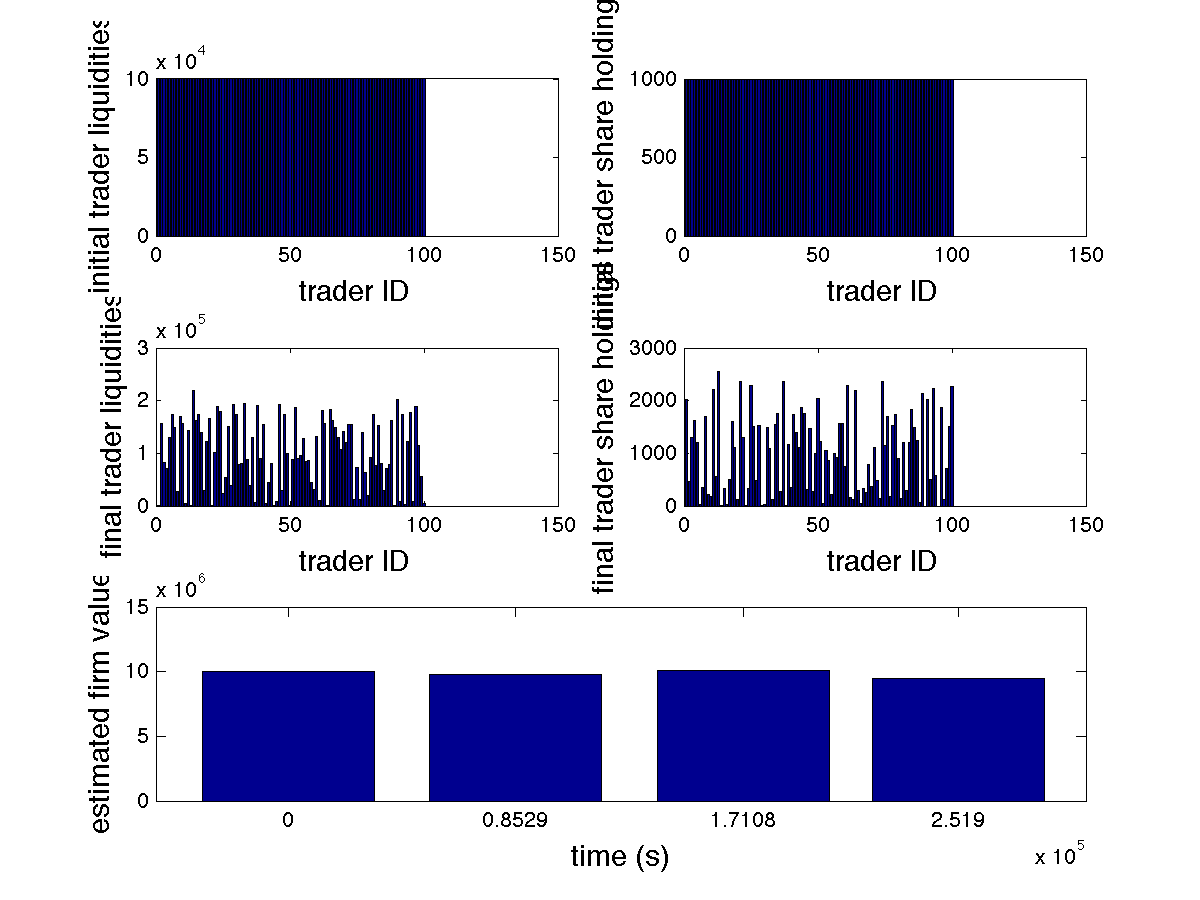 x 10^4
initial trader liquidities
10
5
0
0 50 100 150
trader ID
trader share holding
1000
500
0
0 50 100 150
trader ID
x 10^5
final trader liquidities
3
2
1
0
0 50 100 150
trader ID
final trader share holdings
3000
2000
1000
0
0 50 100 150
trader ID
x 10^6
estimated firm value
15
10
5
0
0 0.8529 1.7108 2.519
time (s)
x 10^5